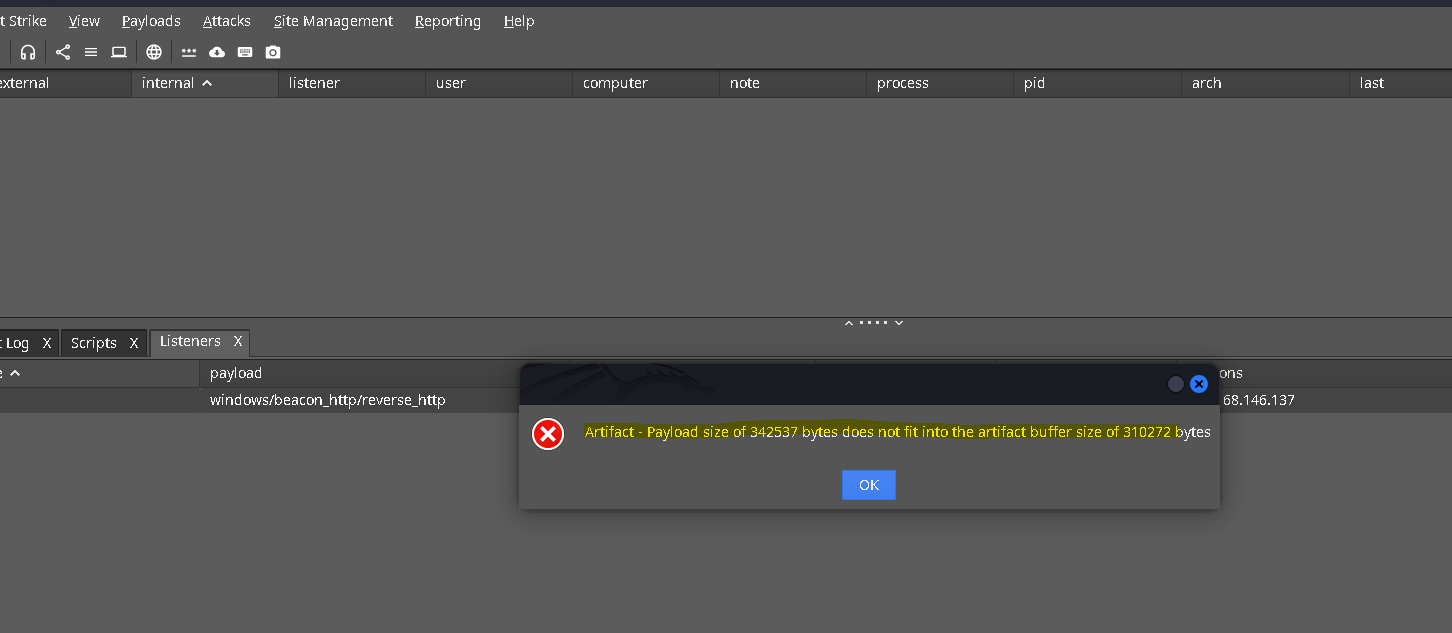 t Strike View Payloads Attacks Site Management Reporting Help
external internal listener user computer note process pid arch last
Log X Scripts X Listeners X
e payload ons
windows/beacon_http/reverse_http 68.146.137
Artifact - Payload size of 342537 bytes does not fit into the artifact buffer size of 310272 bytes
OK